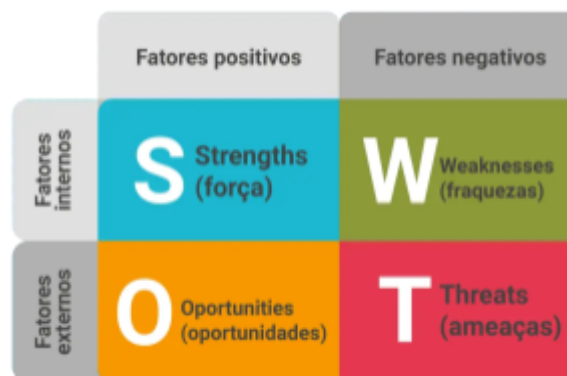 Fatores positivos
Fatores negativos
Fatores
internos
S
Strengths
(força)
W
Weaknesses
(fraquezas)
Fatores
externos
O
Oportunities
(oportunidades)
T
Threats
(ameaças)